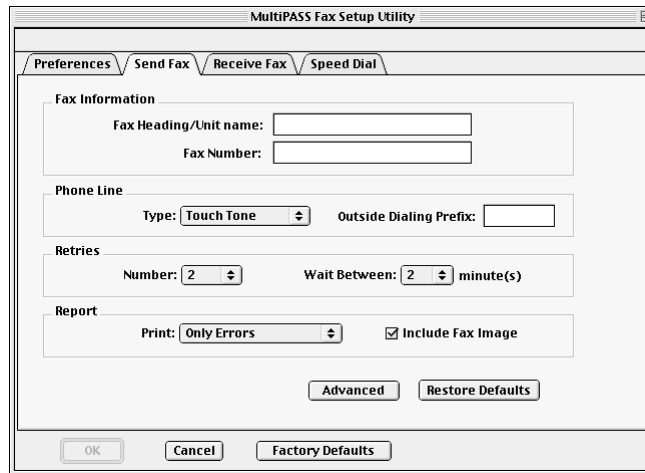 MultiPASS Fax Setup Utility
Preferences Send Fax Receive Fax Speed Dial
Fax Information
Fax Heading/Unit name:
Fax Number:
Phone Line
Type: Touch Tone Outside Dialing Prefix:
Retries
Number: 2 Wait Between: 2 minute(s)
Report
Print: Only Errors Include Fax Image
Advanced Restore Defaults
OK Cancel Factory Defaults